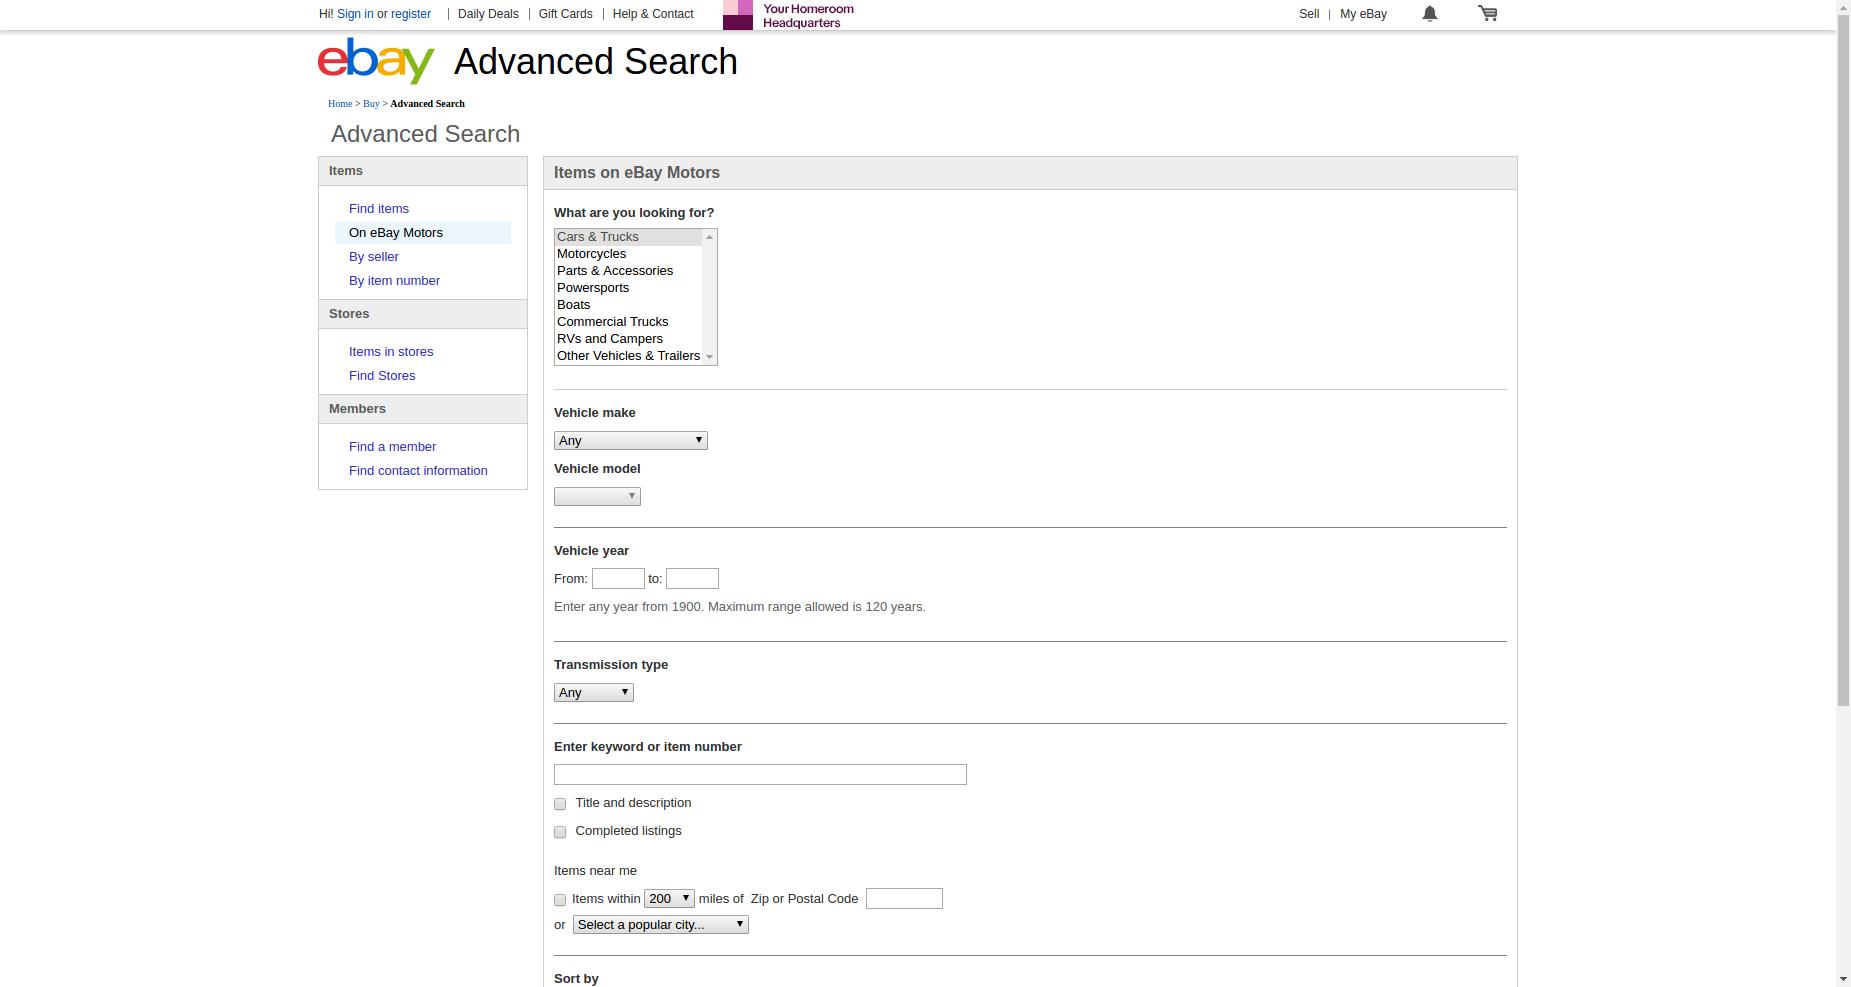 Hi! Sign in or register | Daily Deals | Gift Cards | Help & Contact
Your Homeroom
Headquarters
Sell | My eBay
ebay Advanced Search
Home > Buy > Advanced Search
Advanced Search
Items
Find items
On eBay Motors
By seller
By item number
Stores
Items in stores
Find Stores
Members
Find a member
Find contact information
Items on eBay Motors
What are you looking for?
Cars & Trucks
Motorcycles
Parts & Accessories
Powersports
Boats
Commercial Trucks
RVs and Campers
Other Vehicles & Trailers
Vehicle make
Any
Vehicle model
Vehicle year
From: to:
Enter any year from 1900. Maximum range allowed is 120 years.
Transmission type
Any
Enter keyword or item number
Title and description
Completed listings
Items near me
Items within 200 miles of Zip or Postal Code
or Select a popular city...
Sort by